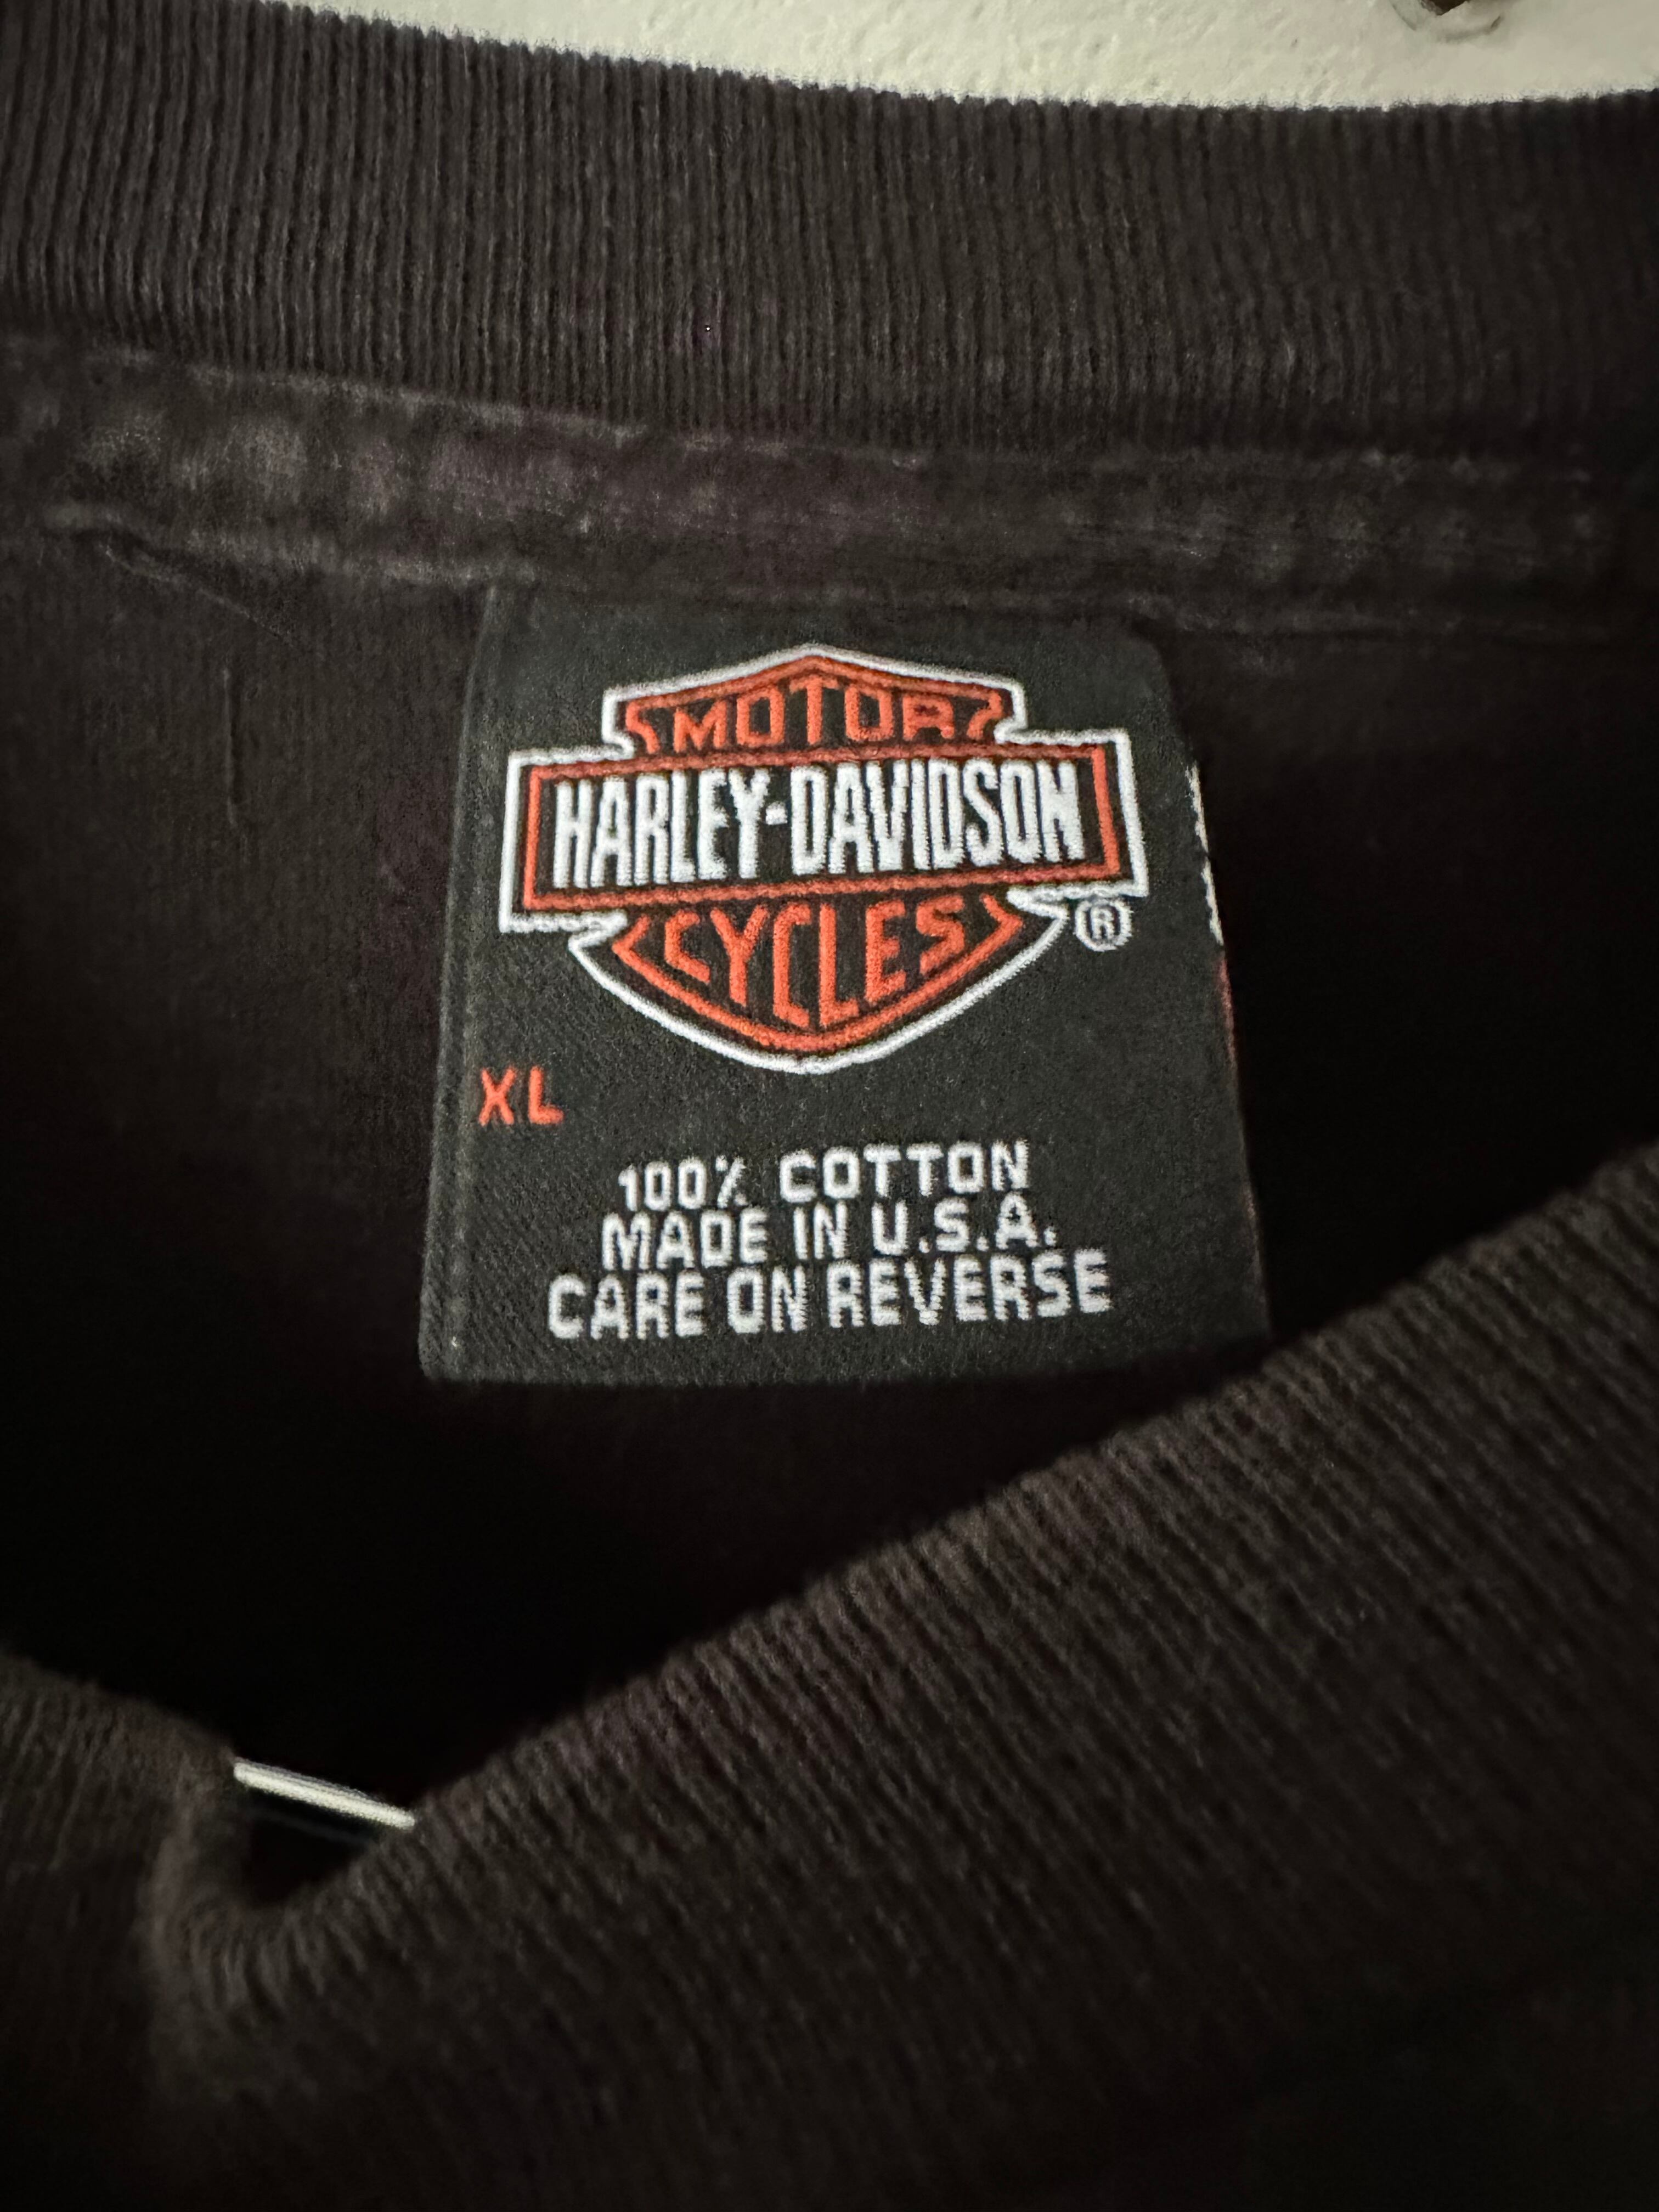 MOTOR
HARLEY-DAVIDSON
CYCLES
®
XL
100% COTTON
MADE IN U.S.A.
CARE ON REVERSE